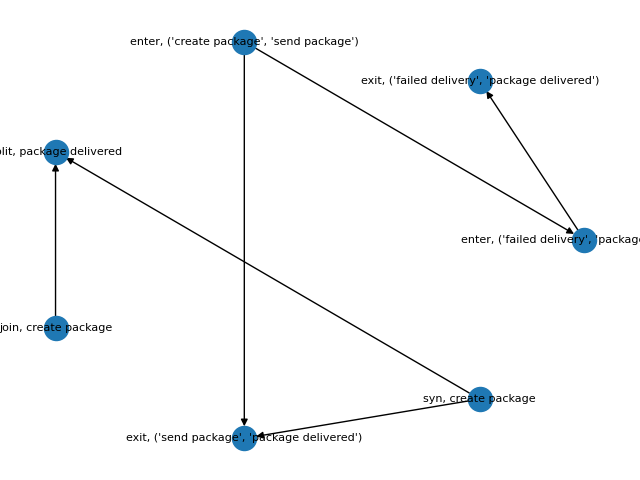 enter, ('create package', 'send package')
exit, ('failed delivery', 'package delivered')
plit, package delivered
enter, ('failed delivery', 'package
join, create package
syn, create package
exit, ('send package', 'package delivered')